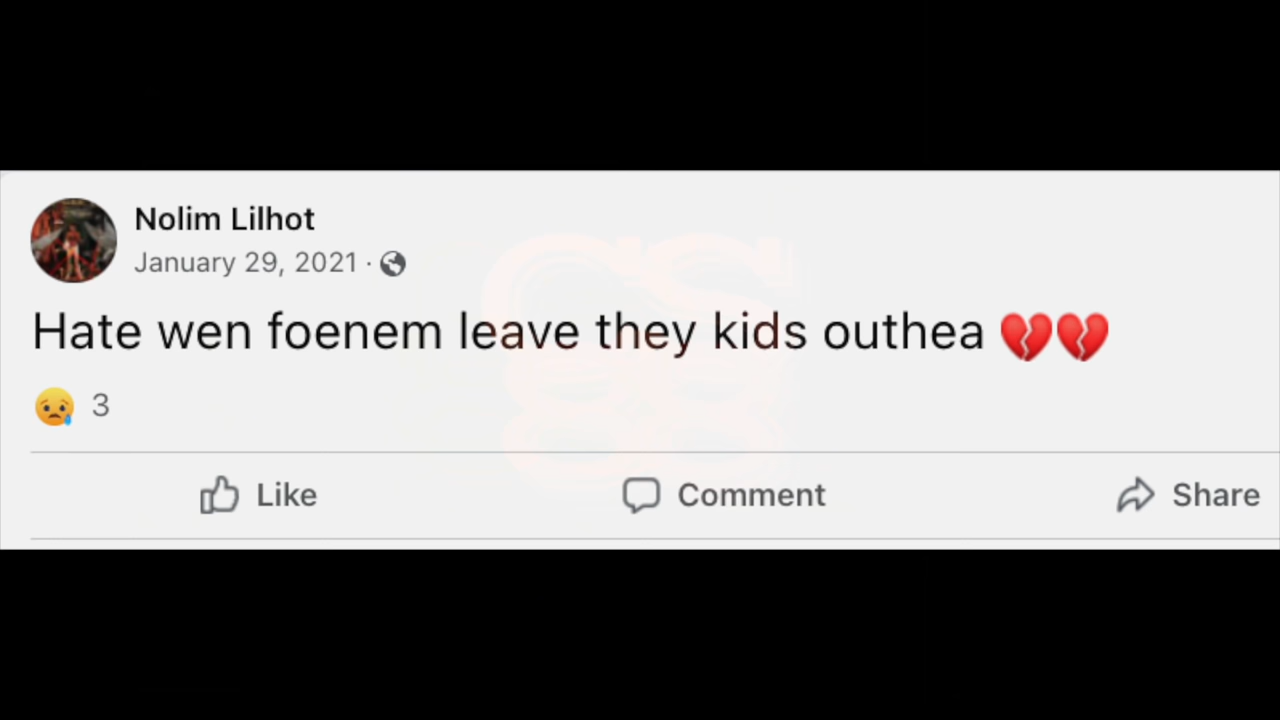 Nolim Lilhot
January 29, 2021 ·
Hate wen foenem leave they kids outhea 💔💔
3
Like Comment Share